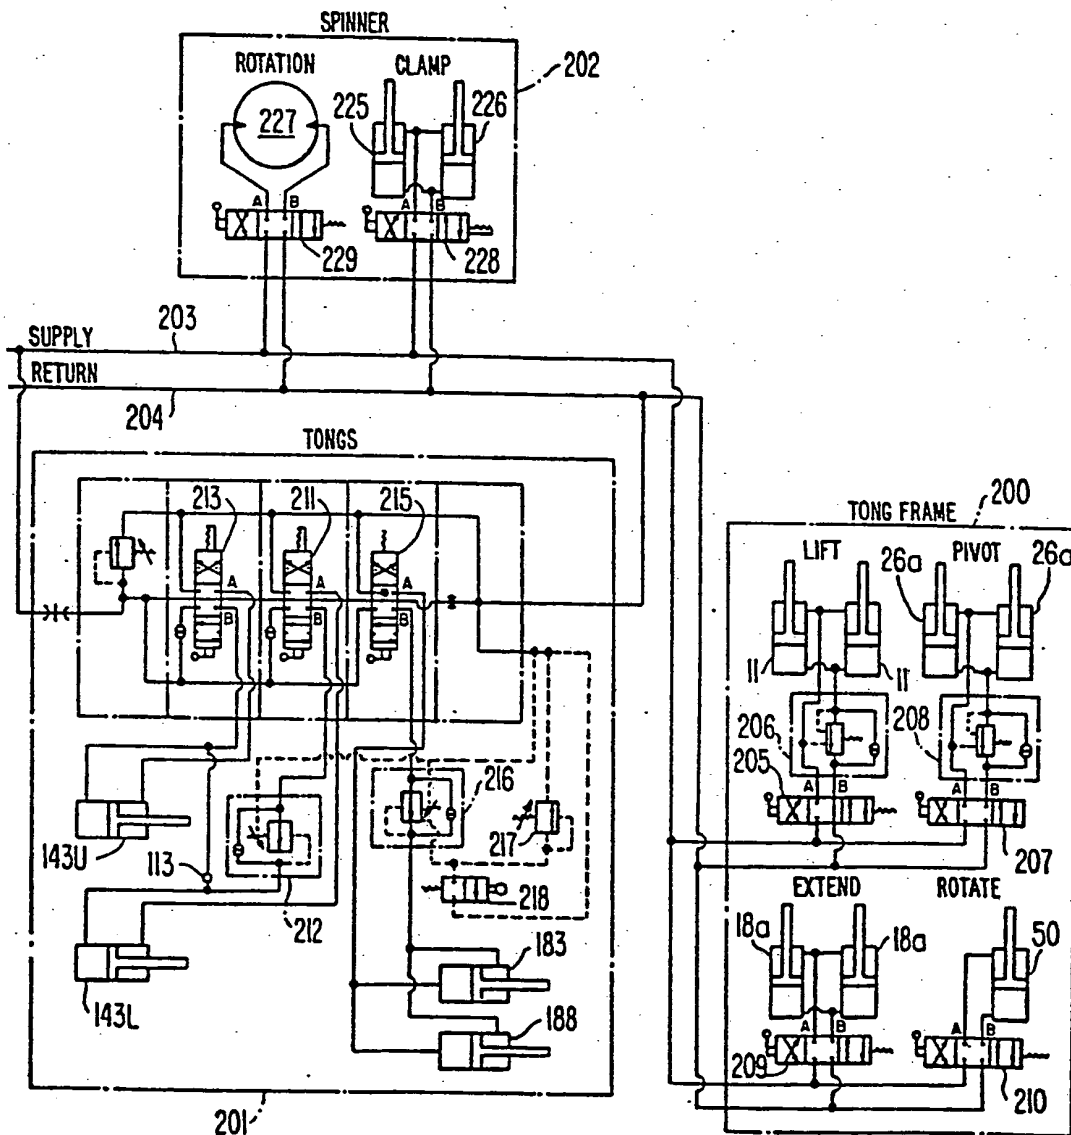 SPINNER
202
ROTATION CLAMP
227
225
226
A B
A B
229
228
203
SUPPLY
RETURN
204
TONGS
213 211 215
A A A
B B B
216
217
218
143U
113
212
143L
183
188
201
200
TONG FRAME
LIFT PIVOT
26a 26a
11 11
206 208
205
A B A B
207
EXTEND ROTATE
18a 18a 50
A B A B
209 210